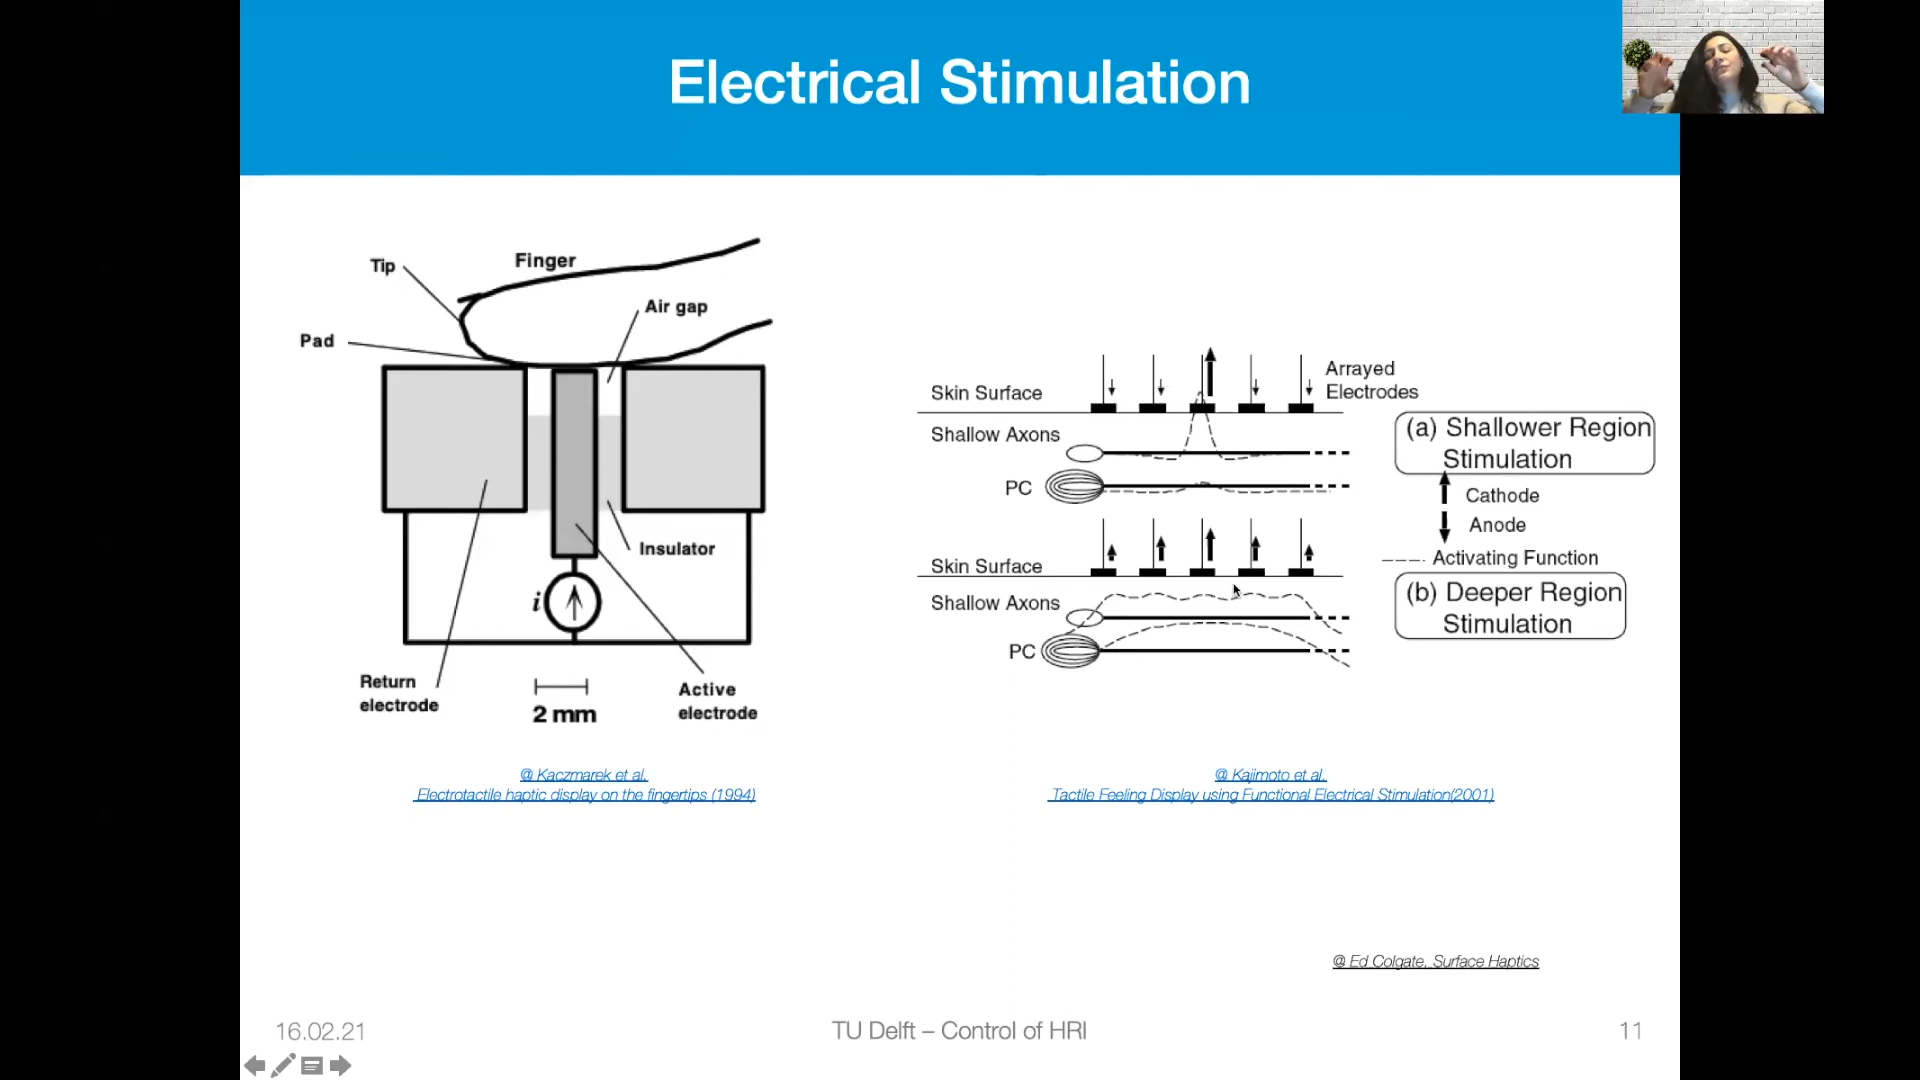 Electrical Stimulation
Tip
Finger
Air gap
Pad
Insulator
i
Return
electrode
2 mm
Active
electrode
@ Kaczmarek et al.
Electrotactile haptic display on the fingertips (1994)
Skin Surface
Arrayed
Electrodes
Shallow Axons
PC
(a) Shallower Region
Stimulation
Cathode
Anode
Activating Function
Skin Surface
Shallow Axons
PC
(b) Deeper Region
Stimulation
@ Kajimoto et al.
Tactile Feeling Display using Functional Electrical Stimulation(2001)
@ Ed Colgate, Surface Haptics
16.02.21
TU Delft – Control of HRI
11